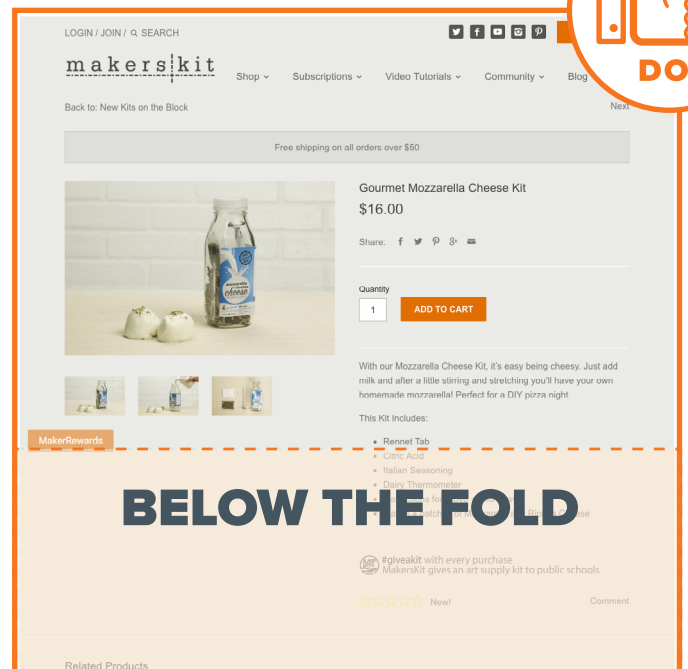 LOGIN / JOIN / SEARCH
DO
makerskit
Shop Subscriptions Video Tutorials Community Blog
Back to: New Kits on the Block
Next
Free shipping on all orders over $50
Gourmet Mozzarella Cheese Kit
$16.00
Share:
mozzarella
cheese
Quantity
1 ADD TO CART
With our Mozzarella Cheese Kit, it's easy being cheesy. Just add
milk and after a little stirring and stretching you'll have your own
homemade mozzarella! Perfect for a DIY pizza night.
This Kit Includes:
MakerRewards
• Rennet Tab
• Citric Acid
• Italian Seasoning
• Dairy Thermometer
BELOW THE FOLD
#giveakit with every purchase
MakersKit gives an art supply kit to public schools
New! Comment
Related Products